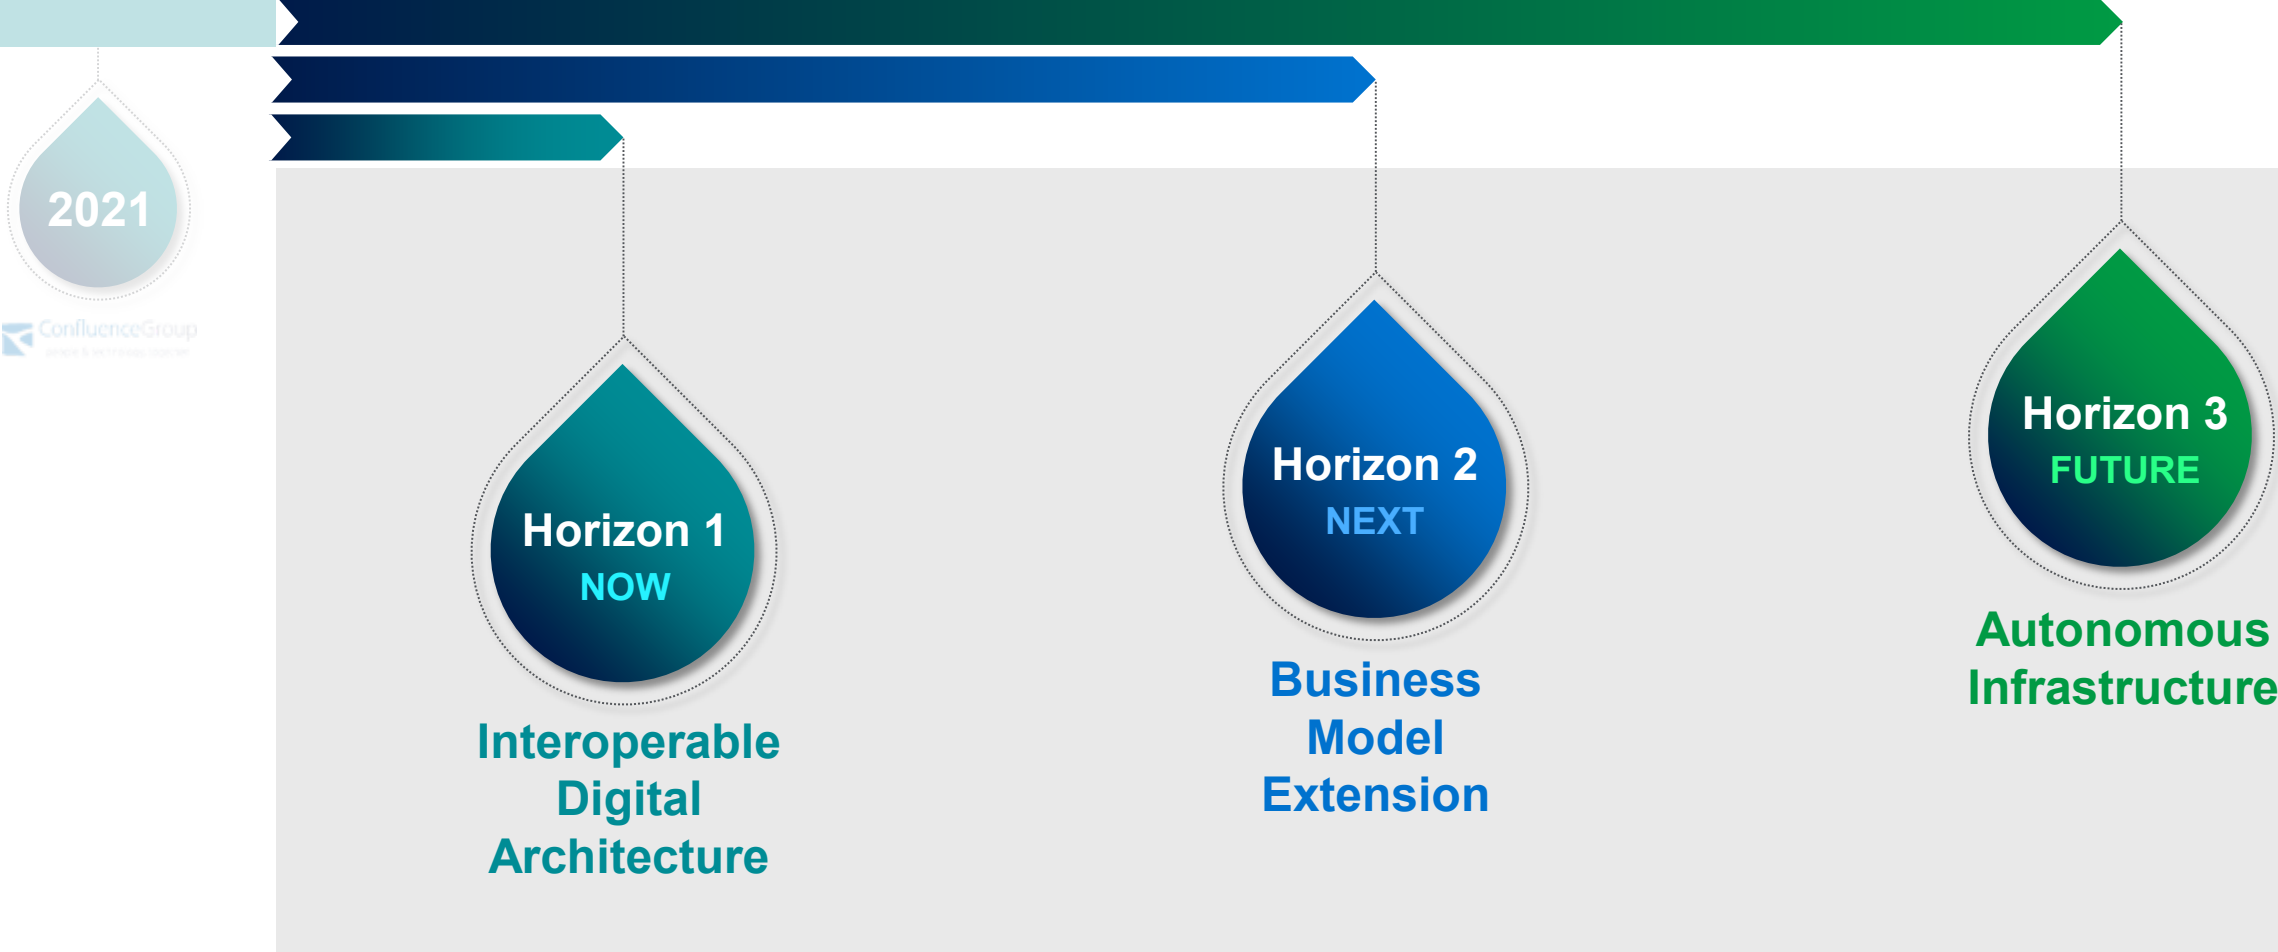 2021
ConfluenceGroup
Horizon 1
NOW
Interoperable
Digital
Architecture
Horizon 2
NEXT
Business
Model
Extension
Horizon 3
FUTURE
Autonomous
Infrastructure